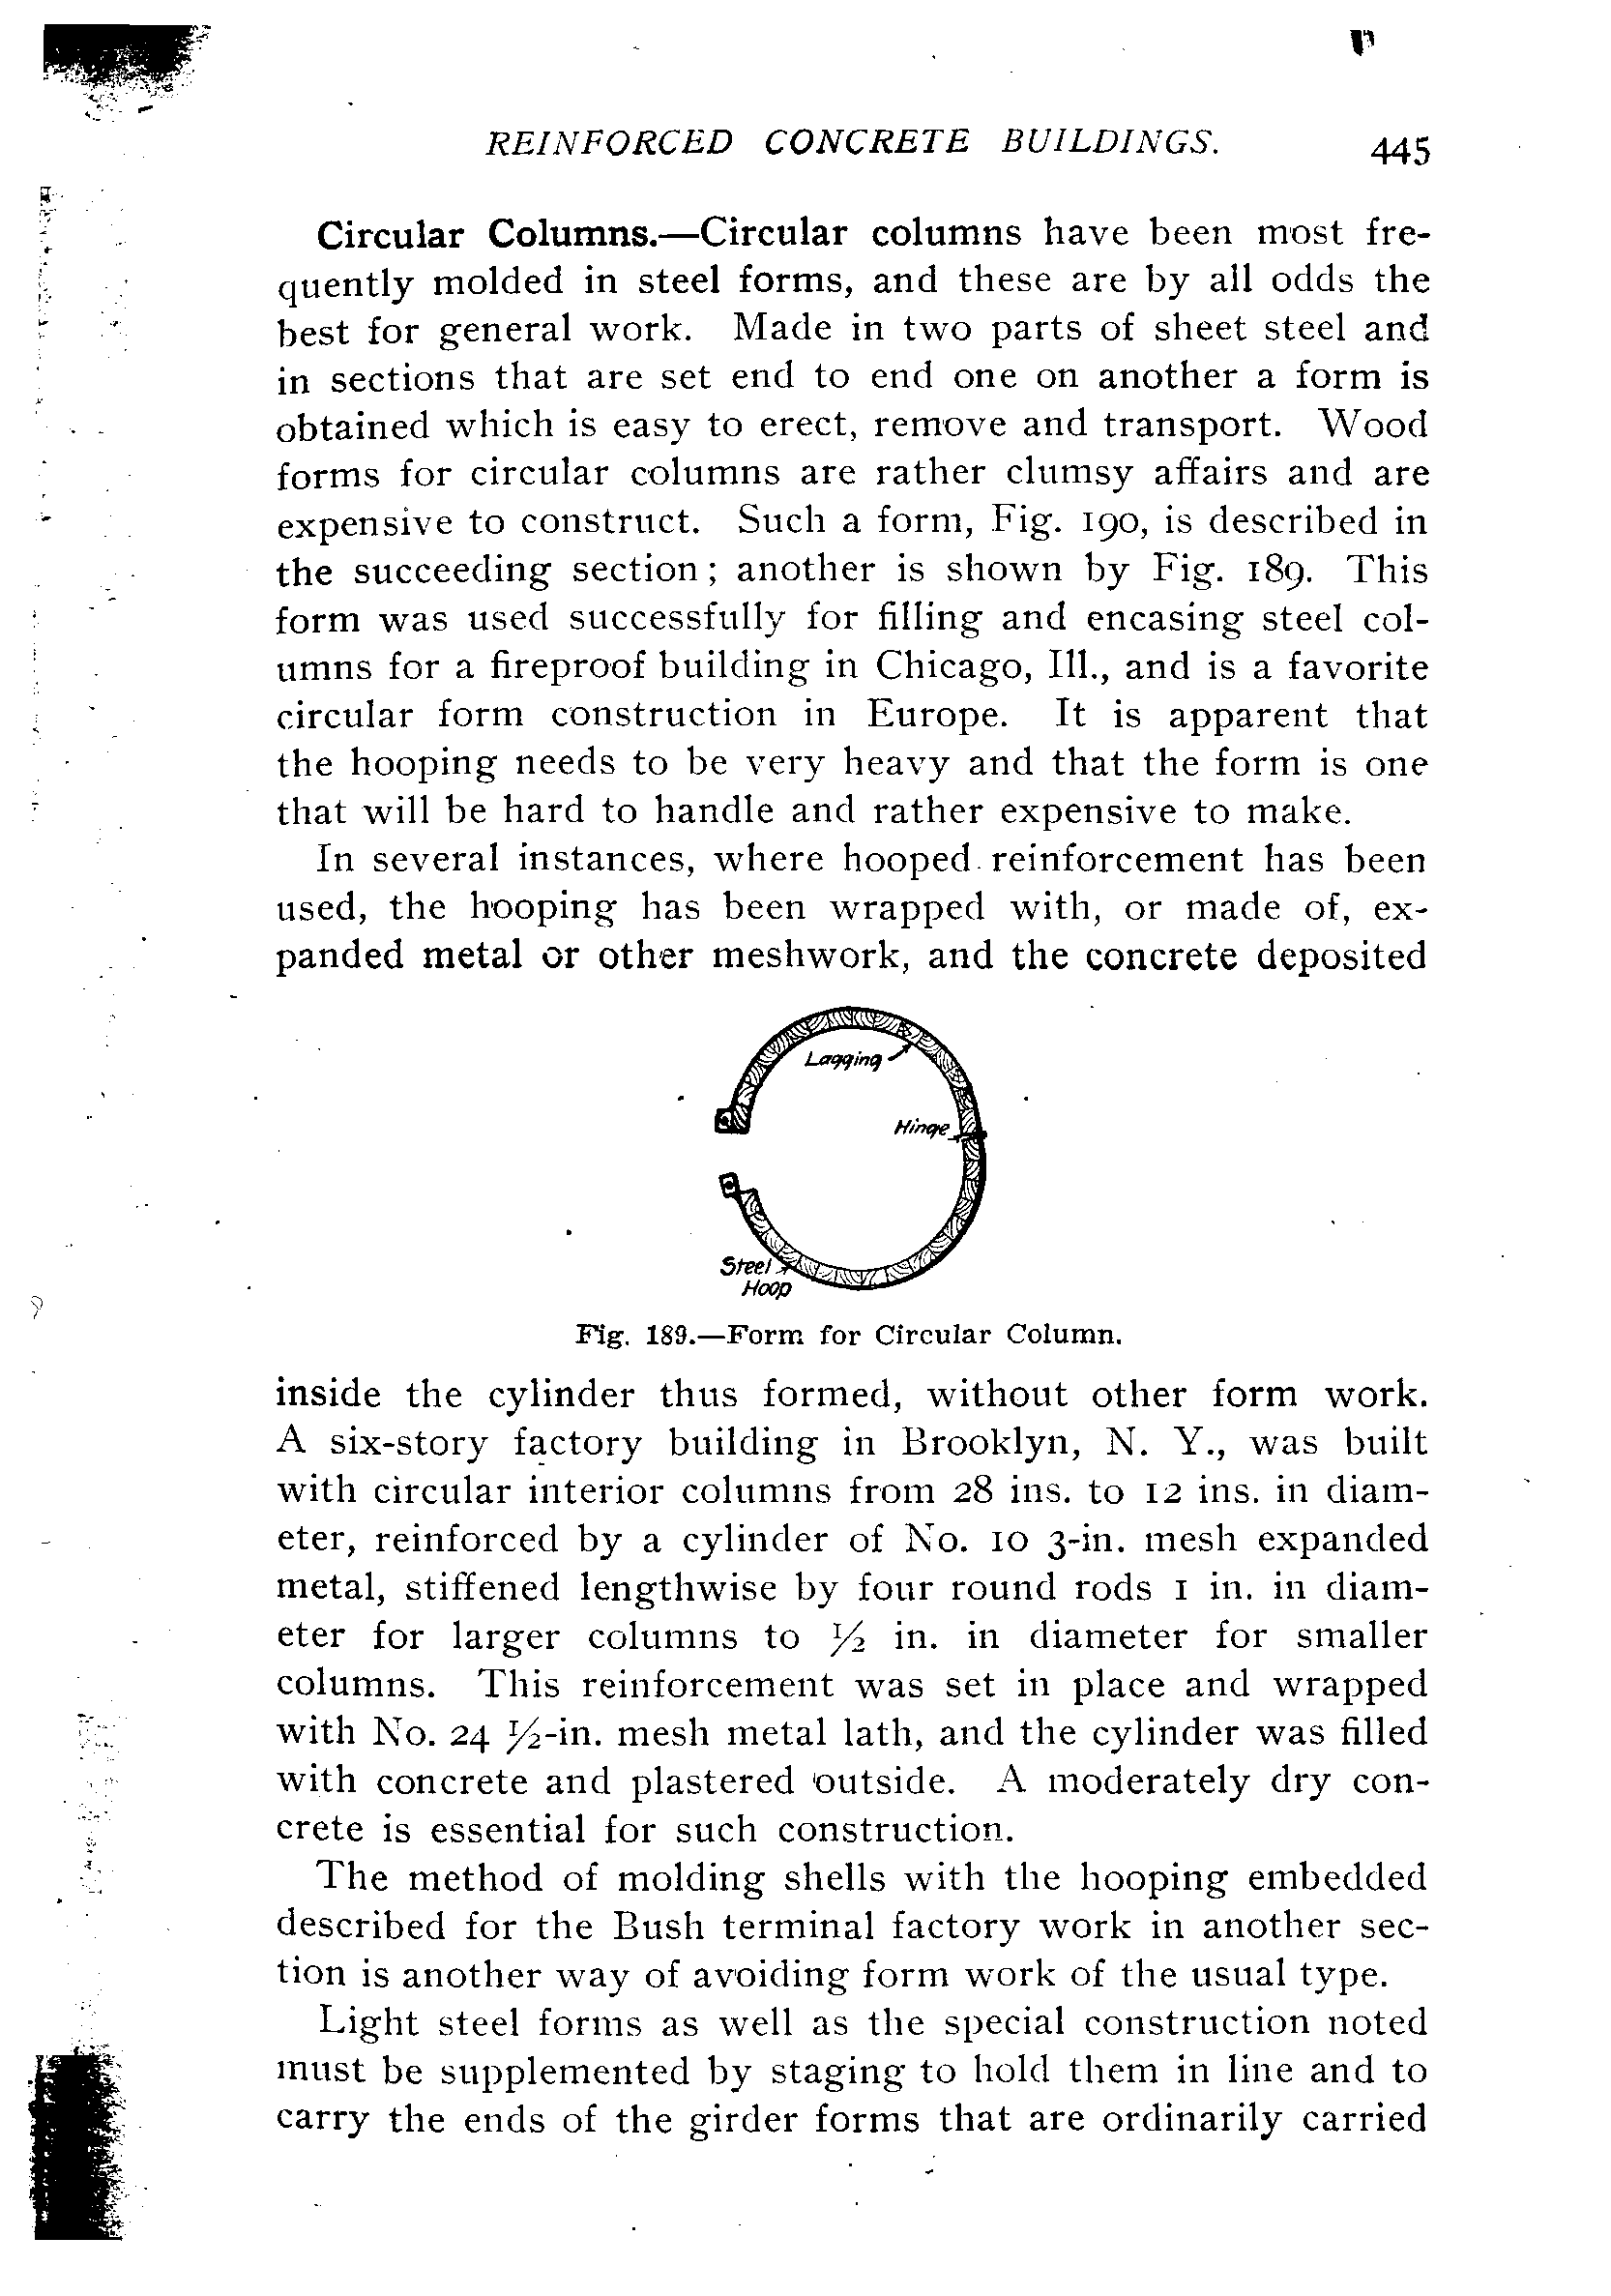 REINFORCED CONCRETE BUILDINGS. 445
Circular Columns.—Circular columns have been most fre-
quently molded in steel forms, and these are by all odds the
best for general work. Made in two parts of sheet steel and
in sections that are set end to end one on another a form is
obtained which is easy to erect, remove and transport. Wood
forms for circular columns are rather clumsy affairs and are
expensive to construct. Such a form, Fig. 190, is described in
the succeeding section; another is shown by Fig. 189. This
form was used successfully for filling and encasing steel col-
umns for a fireproof building in Chicago, Ill., and is a favorite
circular form construction in Europe. It is apparent that
the hooping needs to be very heavy and that the form is one
that will be hard to handle and rather expensive to make.
In several instances, where hooped reinforcement has been
used, the hooping has been wrapped with, or made of, ex-
panded metal or other meshwork, and the concrete deposited
Lagging
Hinge
Steel
Hoop
Fig. 189.—Form for Circular Column.
inside the cylinder thus formed, without other form work.
A six-story factory building in Brooklyn, N. Y., was built
with circular interior columns from 28 ins. to 12 ins. in diam-
eter, reinforced by a cylinder of No. 10 3-in. mesh expanded
metal, stiffened lengthwise by four round rods 1 in. in diam-
eter for larger columns to ½ in. in diameter for smaller
columns. This reinforcement was set in place and wrapped
with No. 24 ½-in. mesh metal lath, and the cylinder was filled
with concrete and plastered outside. A moderately dry con-
crete is essential for such construction.
The method of molding shells with the hooping embedded
described for the Bush terminal factory work in another sec-
tion is another way of avoiding form work of the usual type.
Light steel forms as well as the special construction noted
must be supplemented by staging to hold them in line and to
carry the ends of the girder forms that are ordinarily carried